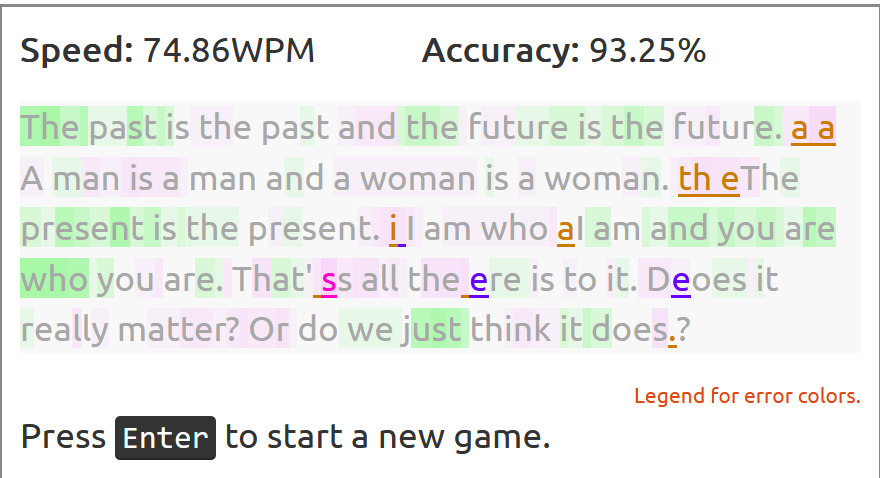 Speed: 74.86WPM Accuracy: 93.25%
The past is the past and the future is the future. a a
A man is a man and a woman is a woman. th eThe
present is the present. i I am who aI am and you are
who you are. That' ss all the ere is to it. Deoes it
really matter? Or do we just think it does.?
Legend for error colors.
Press Enter to start a new game.